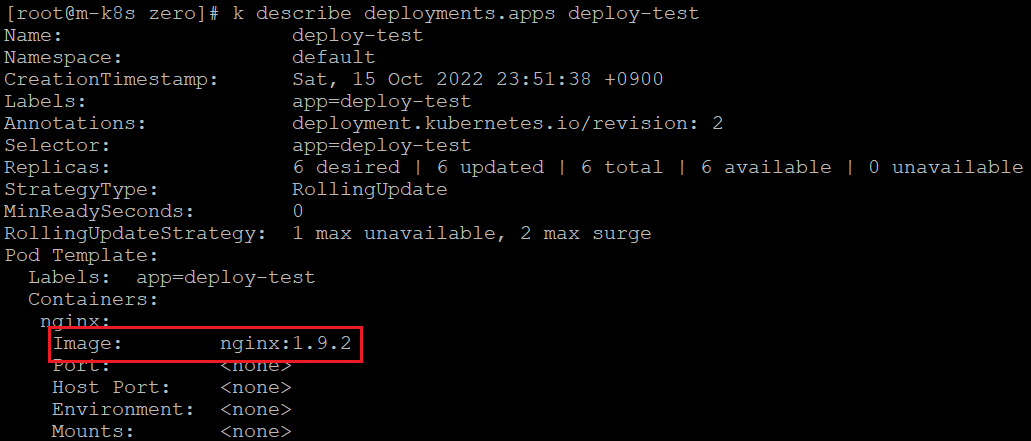 [root@m-k8s zero]# k describe deployments.apps deploy-test
Name:                   deploy-test
Namespace:              default
CreationTimestamp:      Sat, 15 Oct 2022 23:51:38 +0900
Labels:                 app=deploy-test
Annotations:            deployment.kubernetes.io/revision: 2
Selector:               app=deploy-test
Replicas:               6 desired | 6 updated | 6 total | 6 available | 0 unavailable
StrategyType:           RollingUpdate
MinReadySeconds:        0
RollingUpdateStrategy:  1 max unavailable, 2 max surge
Pod Template:
  Labels:  app=deploy-test
  Containers:
   nginx:
    Image:        nginx:1.9.2
    Port:         <none>
    Host Port:    <none>
    Environment:  <none>
    Mounts:       <none>